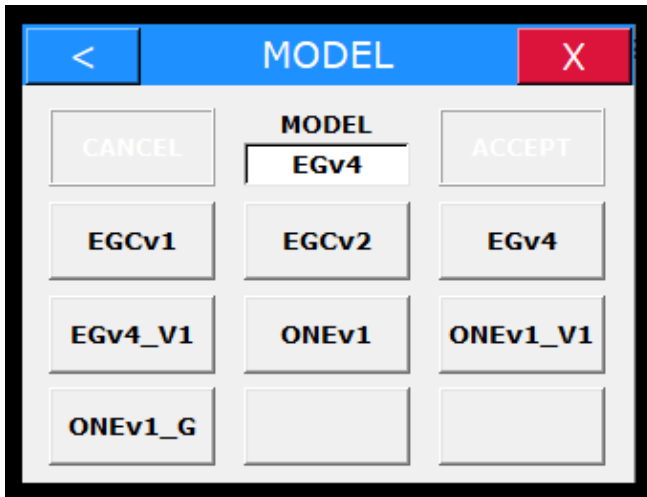 < MODEL X
CANCEL MODEL ACCEPT
EGv4
EGCv1 EGCv2 EGv4
EGv4_V1 ONEv1 ONEv1_V1
ONEv1_G